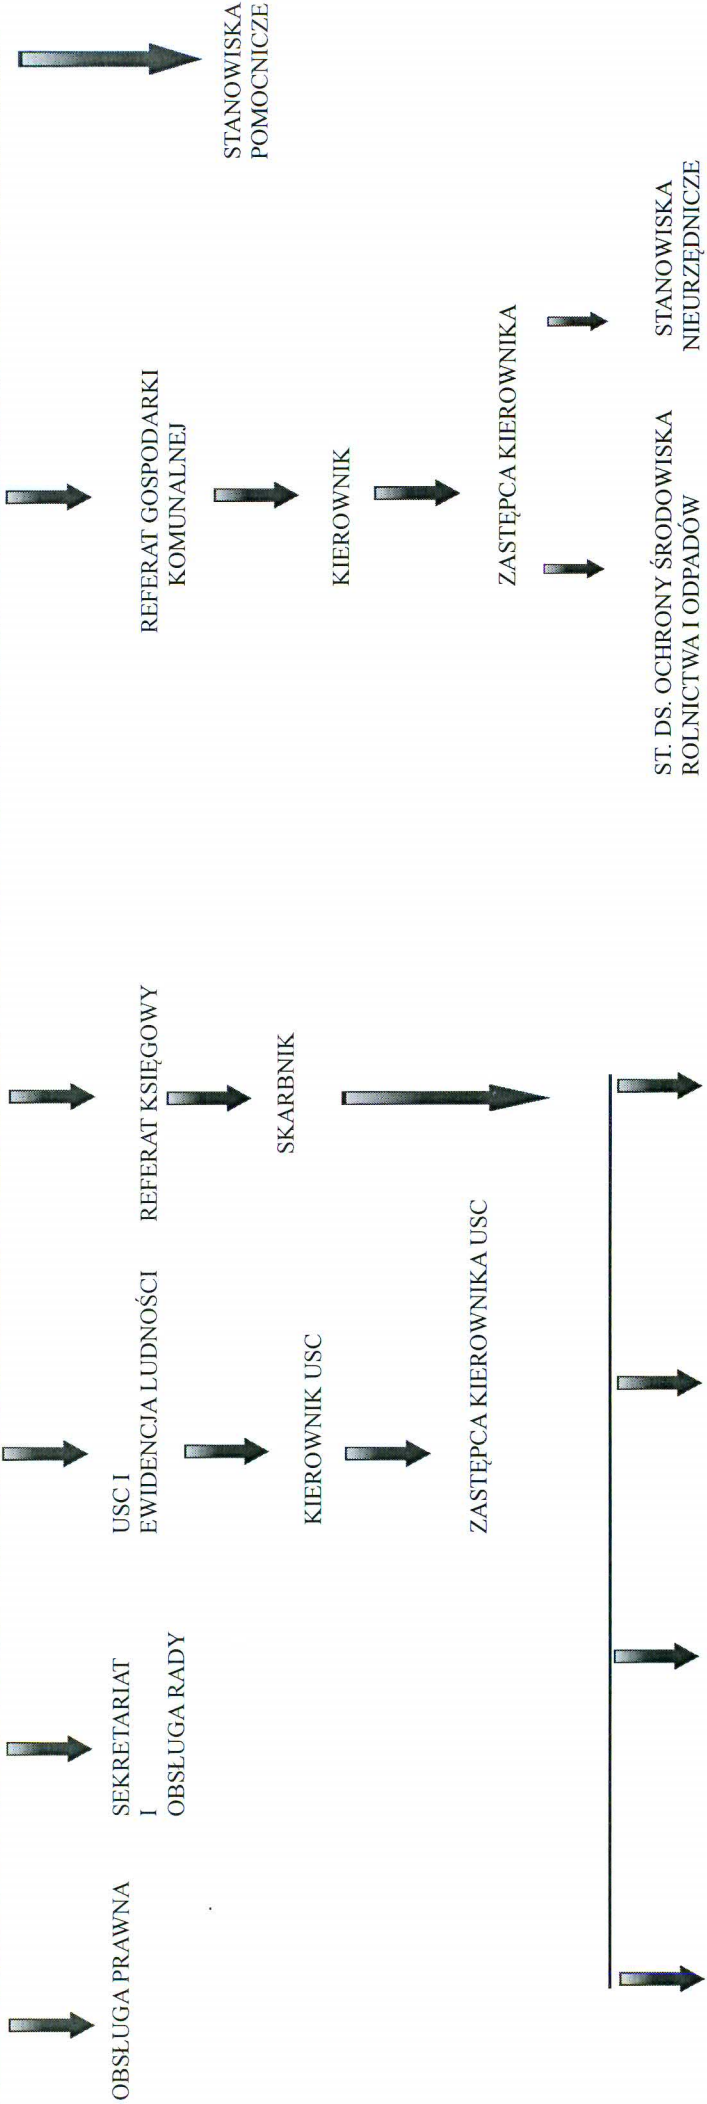 OBSŁUGA PRAWNA
SEKRETARIAT
I
OBSŁUGA RADY
USC I
EWIDENCJA LUDNOŚCI
KIEROWNIK USC
ZASTĘPCA KIEROWNIKA USC
REFERAT KSIĘGOWY
SKARBNIK
REFERAT GOSPODARKI
KOMUNALNEJ
KIEROWNIK
ZASTĘPCA KIEROWNIKA
ST. DS. OCHRONY ŚRODOWISKA
ROLNICTWA I ODPADÓW
STANOWISKA
NIEURZĘDNICZE
STANOWISKA
POMOCNICZE